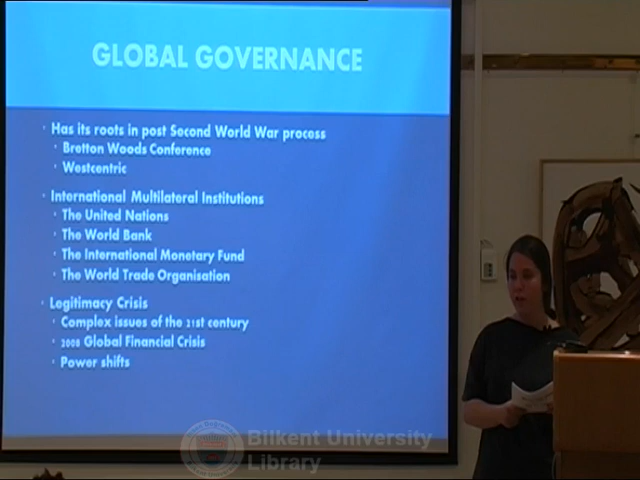 GLOBAL GOVERNANCE
· Has its roots in post Second World War process
· Bretton Woods Conference
· Westcentric
· International Multilateral Institutions
· The United Nations
· The World Bank
· The International Monetary Fund
· The World Trade Organisation
· Legitimacy Crisis
· Complex issues of the 21st century
· 2008 Global Financial Crisis
· Power shifts
Bilkent University
Library